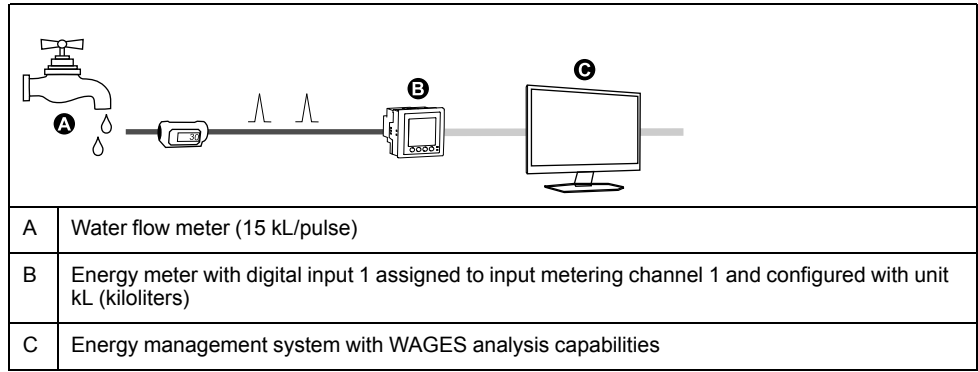 A
30
B
C
A Water flow meter (15 kL/pulse)
B Energy meter with digital input 1 assigned to input metering channel 1 and configured with unit
kL (kiloliters)
C Energy management system with WAGES analysis capabilities